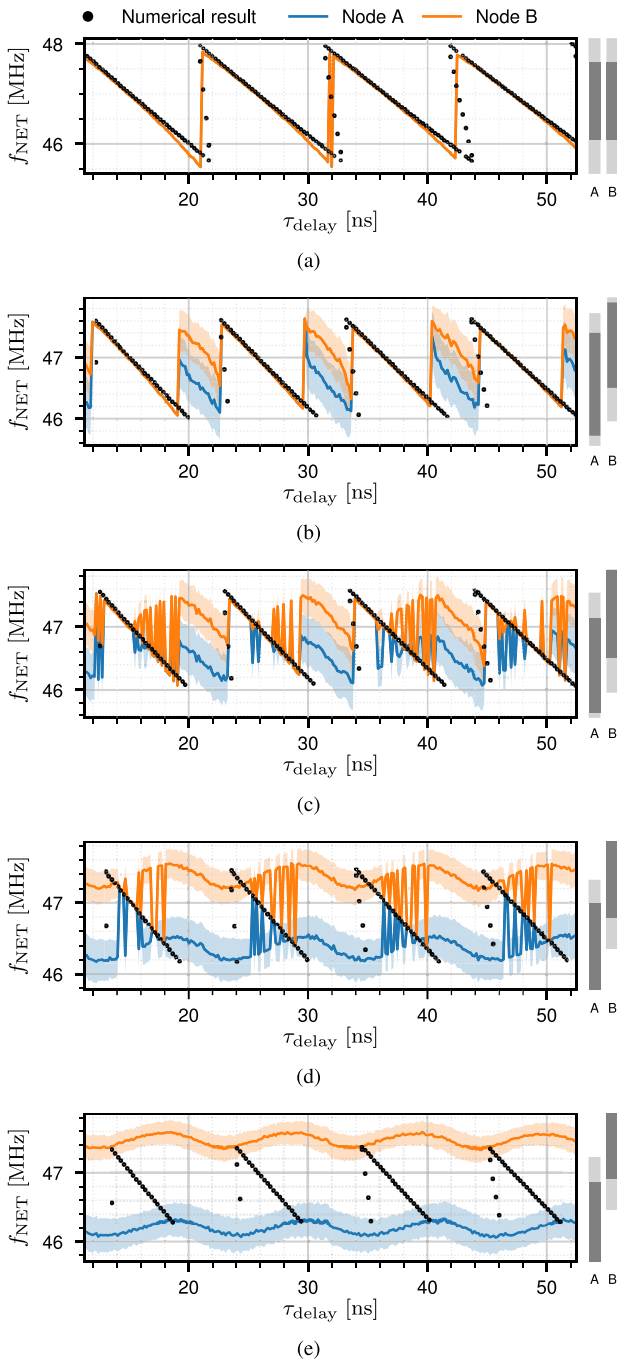 Numerical result Node A Node B
48
46
f_NET [MHz]
20 30 40 50
τ_delay [ns]
A B
(a)
47
46
f_NET [MHz]
20 30 40 50
τ_delay [ns]
A B
(b)
47
46
f_NET [MHz]
20 30 40 50
τ_delay [ns]
A B
(c)
47
46
f_NET [MHz]
20 30 40 50
τ_delay [ns]
A B
(d)
47
46
f_NET [MHz]
20 30 40 50
τ_delay [ns]
A B
(e)